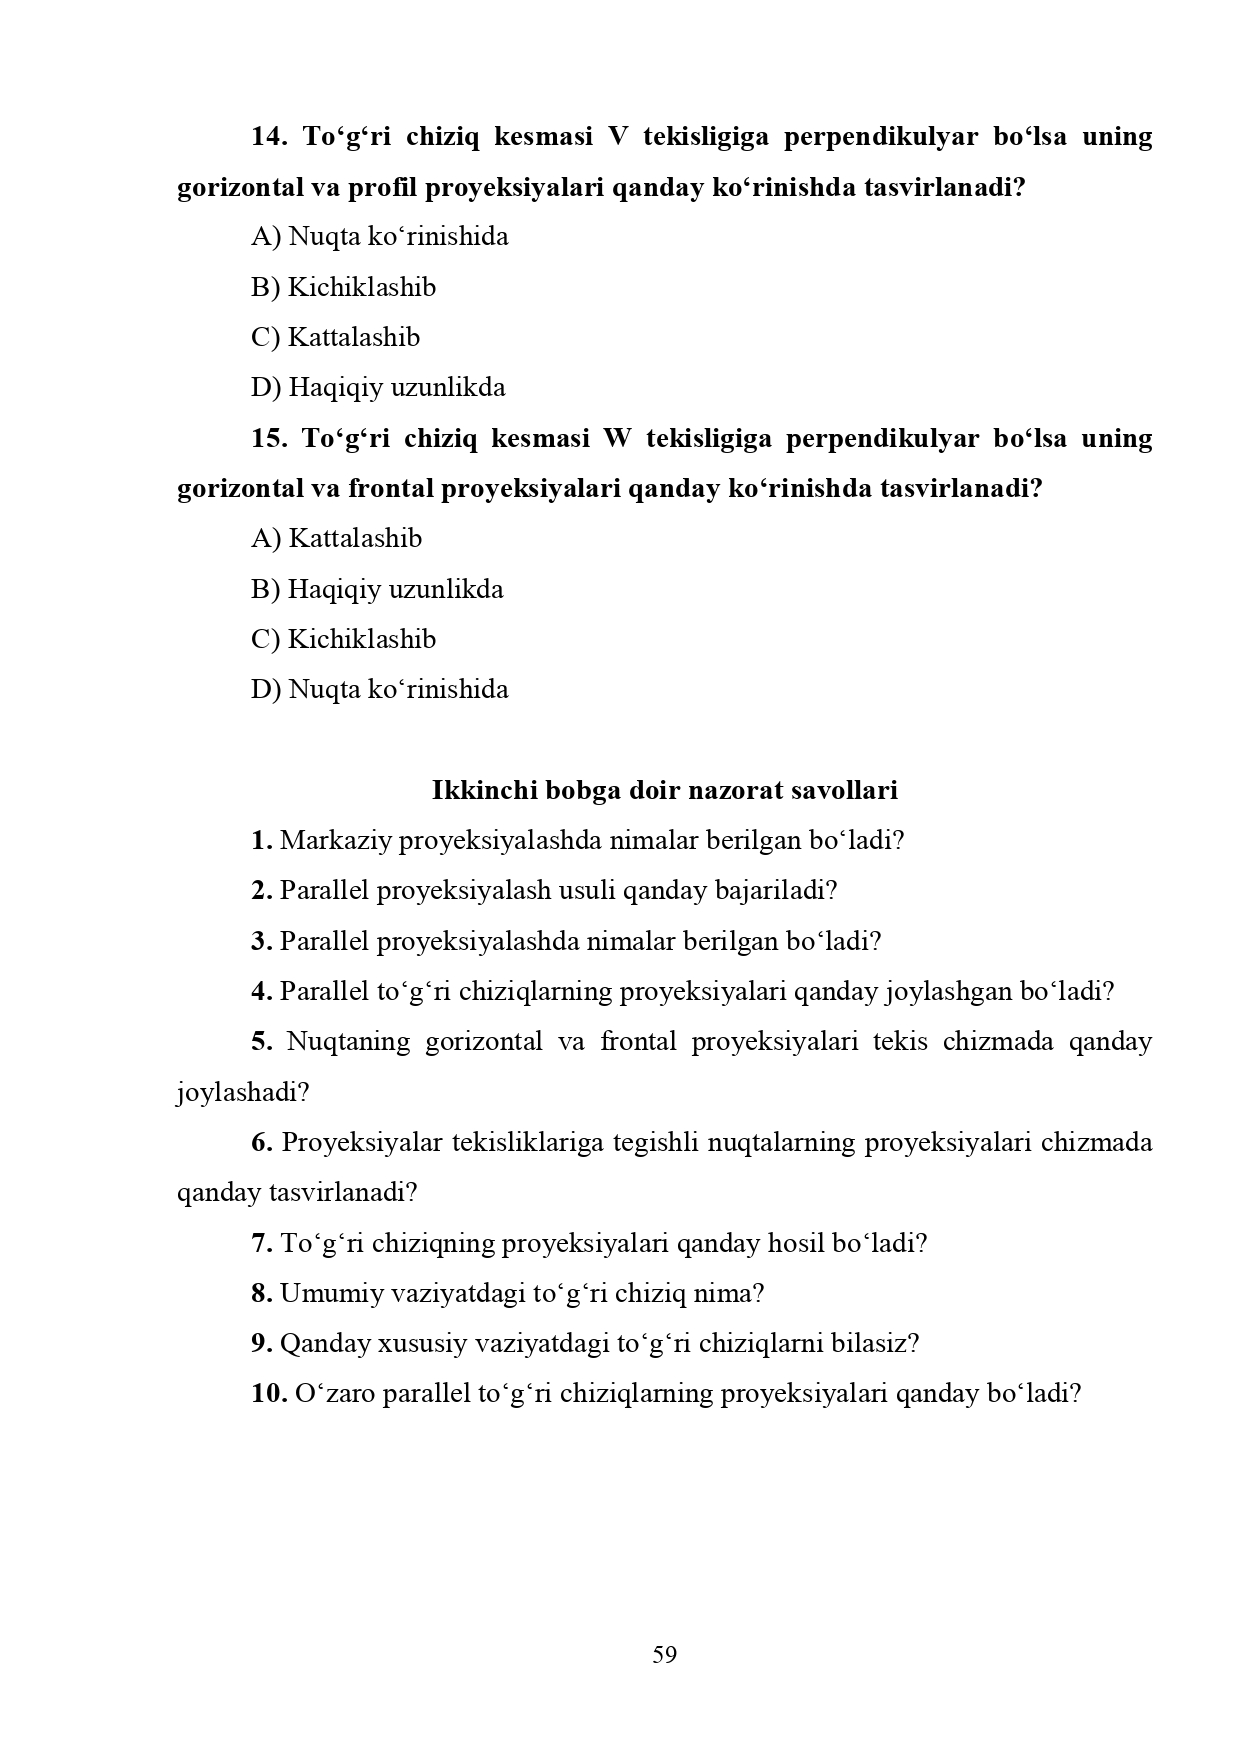 14. To‘g‘ri chiziq kesmasi V tekisligiga perpendikulyar bo‘lsa uning
gorizontal va profil proyeksiyalari qanday ko‘rinishda tasvirlanadi?
A) Nuqta ko‘rinishida
B) Kichiklashib
C) Kattalashib
D) Haqiqiy uzunlikda
15. To‘g‘ri chiziq kesmasi W tekisligiga perpendikulyar bo‘lsa uning
gorizontal va frontal proyeksiyalari qanday ko‘rinishda tasvirlanadi?
A) Kattalashib
B) Haqiqiy uzunlikda
C) Kichiklashib
D) Nuqta ko‘rinishida
Ikkinchi bobga doir nazorat savollari
1. Markaziy proyeksiyalashda nimalar berilgan bo‘ladi?
2. Parallel proyeksiyalash usuli qanday bajariladi?
3. Parallel proyeksiyalashda nimalar berilgan bo‘ladi?
4. Parallel to‘g‘ri chiziqlarning proyeksiyalari qanday joylashgan bo‘ladi?
5. Nuqtaning gorizontal va frontal proyeksiyalari tekis chizmada qanday
joylashadi?
6. Proyeksiyalar tekisliklariga tegishli nuqtalarning proyeksiyalari chizmada
qanday tasvirlanadi?
7. To‘g‘ri chiziqning proyeksiyalari qanday hosil bo‘ladi?
8. Umumiy vaziyatdagi to‘g‘ri chiziq nima?
9. Qanday xususiy vaziyatdagi to‘g‘ri chiziqlarni bilasiz?
10. O‘zaro parallel to‘g‘ri chiziqlarning proyeksiyalari qanday bo‘ladi?
59